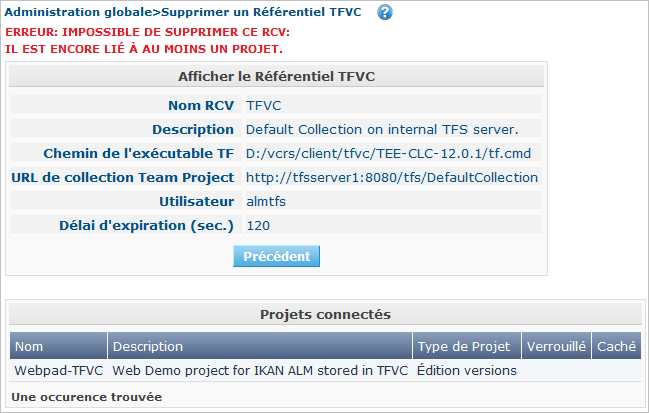 Administration globale>Supprimer un Référentiel TFVC ?
ERREUR: IMPOSSIBLE DE SUPPRIMER CE RCV:
IL EST ENCORE LIÉ À AU MOINS UN PROJET.
Afficher le Référentiel TFVC
Nom RCV TFVC
Description Default Collection on internal TFS server.
Chemin de l'exécutable TF D:/vcrs/client/tfvc/TEE-CLC-12.0.1/tf.cmd
URL de collection Team Project http://tfsserver1:8080/tfs/DefaultCollection
Utilisateur almtfs
Délai d'expiration (sec.) 120
Précédent
Projets connectés
Nom Description Type de Projet Verrouillé Caché
Webpad-TFVC Web Demo project for IKAN ALM stored in TFVC Édition versions
Une occurence trouvée